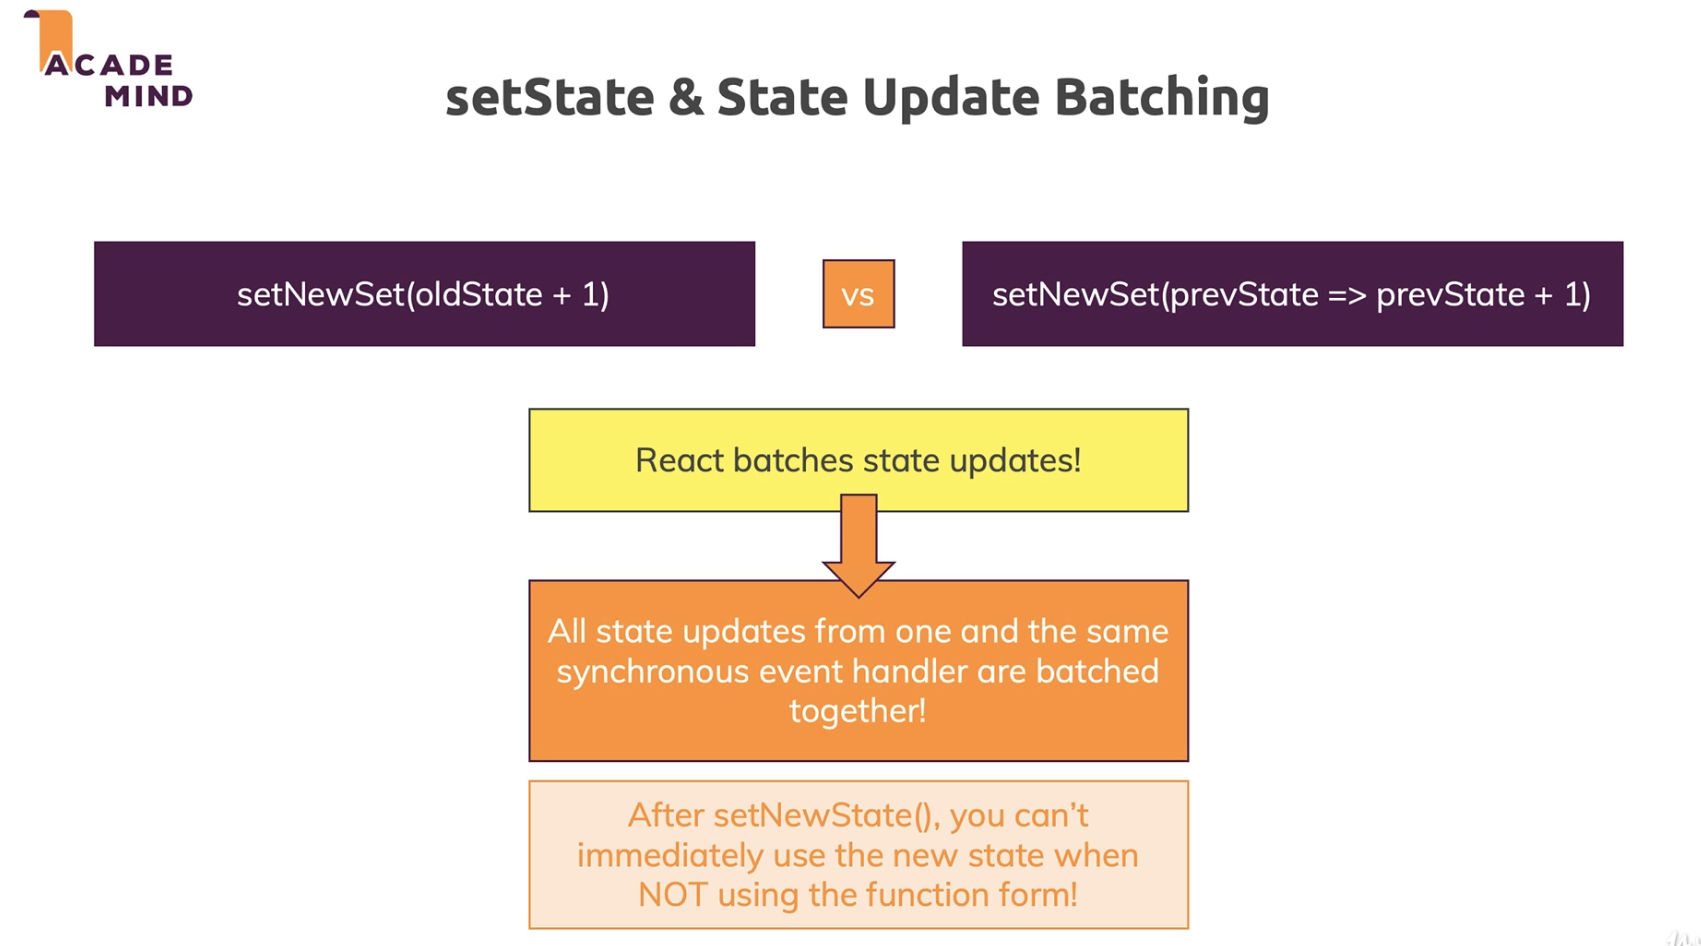 ACADE
MIND
setState & State Update Batching
setNewSet(oldState + 1)
vs
setNewSet(prevState => prevState + 1)
React batches state updates!
All state updates from one and the same
synchronous event handler are batched
together!
After setNewState(), you can’t
immediately use the new state when
NOT using the function form!